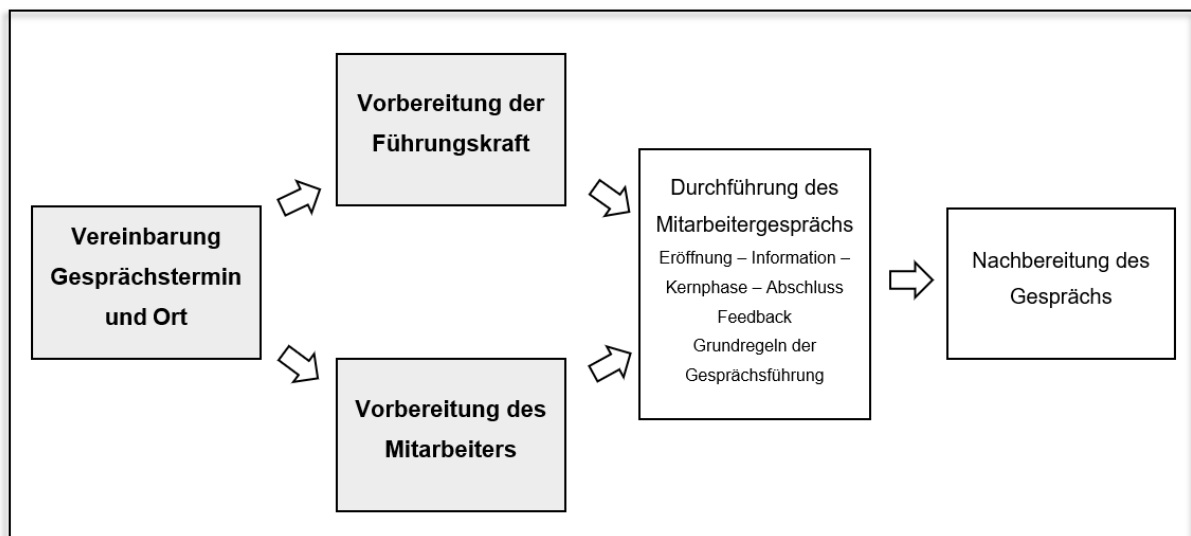 Vereinbarung
Gesprächstermin
und Ort
Vorbereitung der
Führungskraft
Vorbereitung des
Mitarbeiters
Durchführung des
Mitarbeitergesprächs
Eröffnung – Information –
Kernphase – Abschluss
Feedback
Grundregeln der
Gesprächsführung
Nachbereitung des
Gesprächs